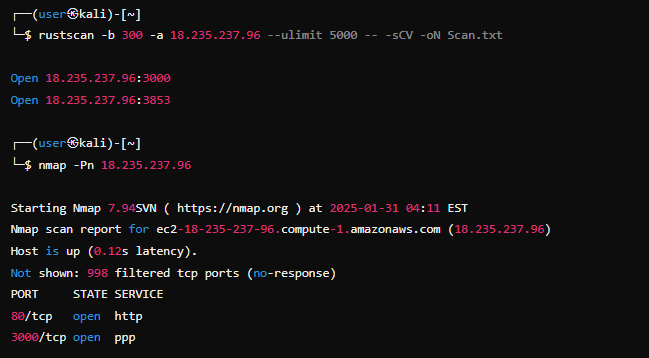 ┌──(user㉿kali)-[~]
└─$ rustscan -b 300 -a 18.235.237.96 --ulimit 5000 -- -sCV -oN Scan.txt
Open 18.235.237.96:3000
Open 18.235.237.96:3853
┌──(user㉿kali)-[~]
└─$ nmap -Pn 18.235.237.96
Starting Nmap 7.94SVN ( https://nmap.org ) at 2025-01-31 04:11 EST
Nmap scan report for ec2-18-235-237-96.compute-1.amazonaws.com (18.235.237.96)
Host is up (0.12s latency).
Not shown: 998 filtered tcp ports (no-response)
PORT     STATE SERVICE
80/tcp   open  http
3000/tcp open  ppp